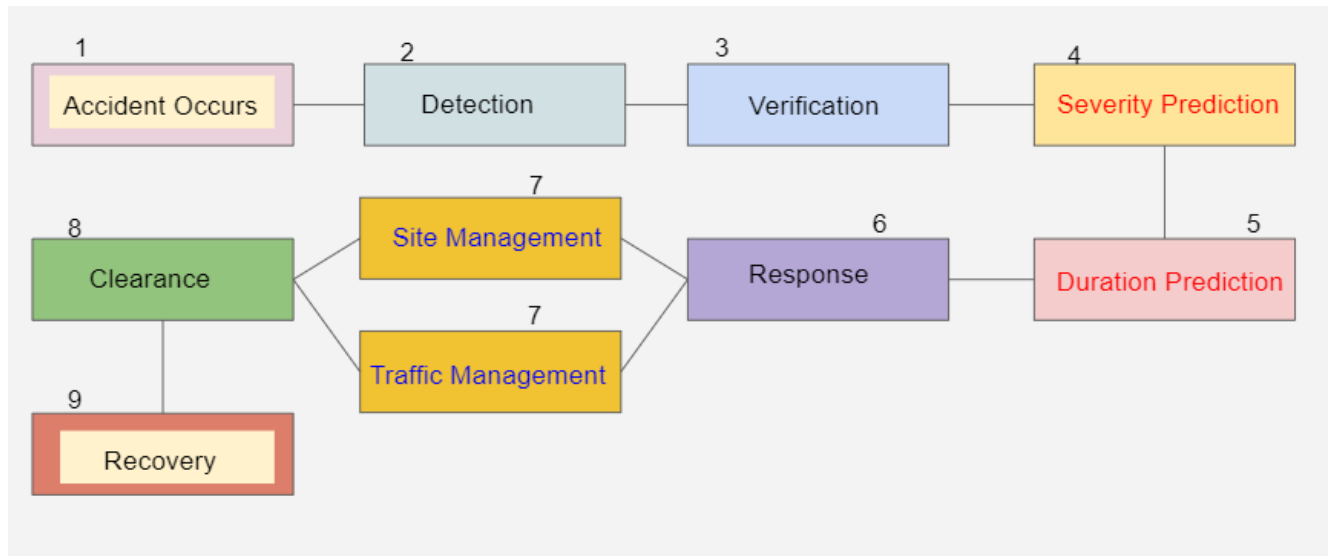 1
Accident Occurs
2
Detection
3
Verification
4
Severity Prediction
5
Duration Prediction
6
Response
7
Site Management
7
Traffic Management
8
Clearance
9
Recovery